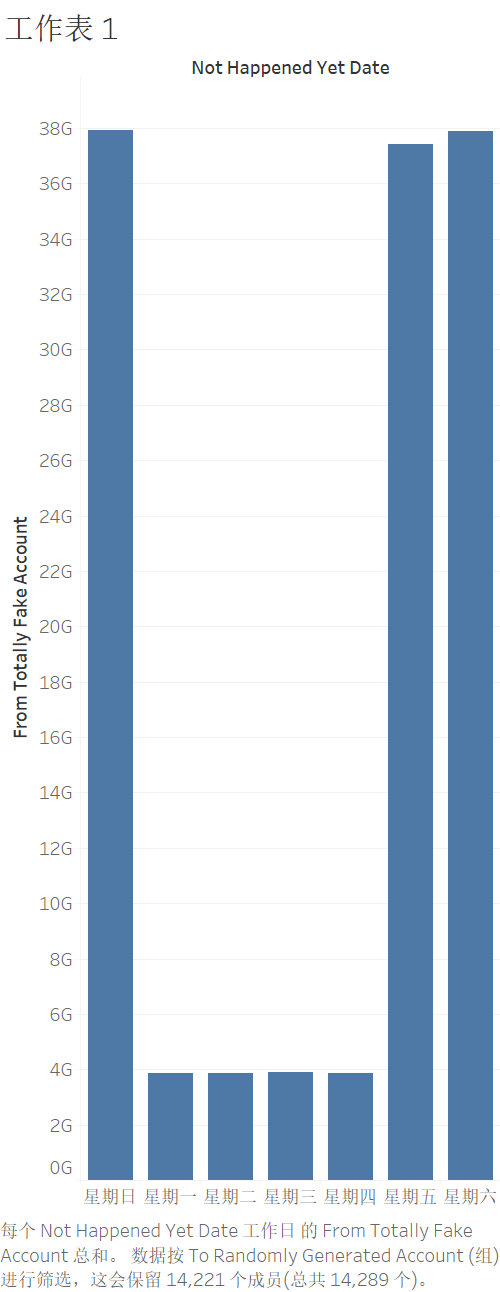 工作表 1
Not Happened Yet Date
38G
36G
34G
32G
30G
28G
26G
24G
22G
20G
18G
16G
14G
12G
10G
8G
6G
4G
2G
0G
From Totally Fake Account
星期日 星期一 星期二 星期三 星期四 星期五 星期六
每个 Not Happened Yet Date 工作日 的 From Totally Fake
Account 总和。 数据按 To Randomly Generated Account (组)
进行筛选，这会保留 14,221 个成员(总共 14,289 个)。